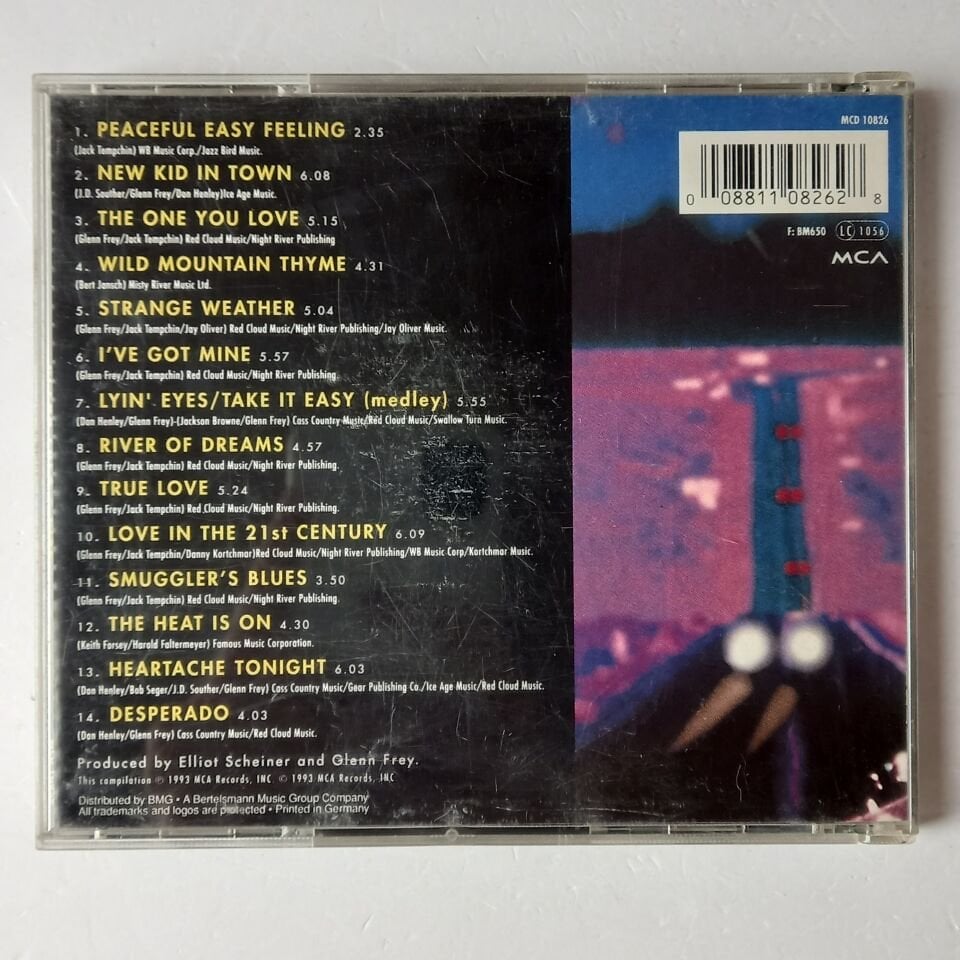 1. PEACEFUL EASY FEELING 2.35
(Jack Tempchin) WB Music Corp./Jazz Bird Music.
2. NEW KID IN TOWN 6.08
(J.D. Souther/Glenn Frey/Don Henley)Ice Age Music.
3. THE ONE YOU LOVE 5.15
(Glenn Frey/Jack Tempchin) Red Cloud Music/Night River Publishing
4. WILD MOUNTAIN THYME 4.31
(Bert Jansch) Misty River Music Ltd.
5. STRANGE WEATHER 5.04
(Glenn Frey/Jack Tempchin/Jay Oliver) Red Cloud Music/Night River Publishing/Jay Oliver Music.
6. I'VE GOT MINE 5.57
(Glenn Frey/Jack Tempchin) Red Cloud Music/Night River Publishing.
7. LYIN' EYES/TAKE IT EASY (medley) 5.55
(Don Henley/Glenn Frey)-(Jackson Browne/Glenn Frey) Cass Country Music/Red Cloud Music/Swallow Turn Music.
8. RIVER OF DREAMS 4.57
(Glenn Frey/Jack Tempchin) Red Cloud Music/Night River Publishing.
9. TRUE LOVE 5.24
(Glenn Frey/Jack Tempchin) Red Cloud Music/Night River Publishing.
10. LOVE IN THE 21st CENTURY 6.09
(Glenn Frey/Jack Tempchin/Danny Kortchmar)Red Cloud Music/Night River Publishing/WB Music Corp/Kortchmar Music.
11. SMUGGLER'S BLUES 3.50
(Glenn Frey/Jack Tempchin) Red Cloud Music/Night River Publishing.
12. THE HEAT IS ON 4.30
(Keith Forsey/Harold Faltermeyer) Famous Music Corporation.
13. HEARTACHE TONIGHT 6.03
(Don Henley/Bob Seger/J.D. Souther/Glenn Frey) Cass Country Music/Gear Publishing Co./Ice Age Music/Red Cloud Music.
14. DESPERADO 4.03
(Don Henley/Glenn Frey) Cass Country Music/Red Cloud Music.
Produced by Elliot Scheiner and Glenn Frey.
This compilation ℗ 1993 MCA Records, INC. © 1993 MCA Records, INC
Distributed by BMG • A Bertelsmann Music Group Company
All trademarks and logos are protected • Printed in Germany
MCD 10826
0 08811 08262 8
F: BM650 LC 1056
MCA